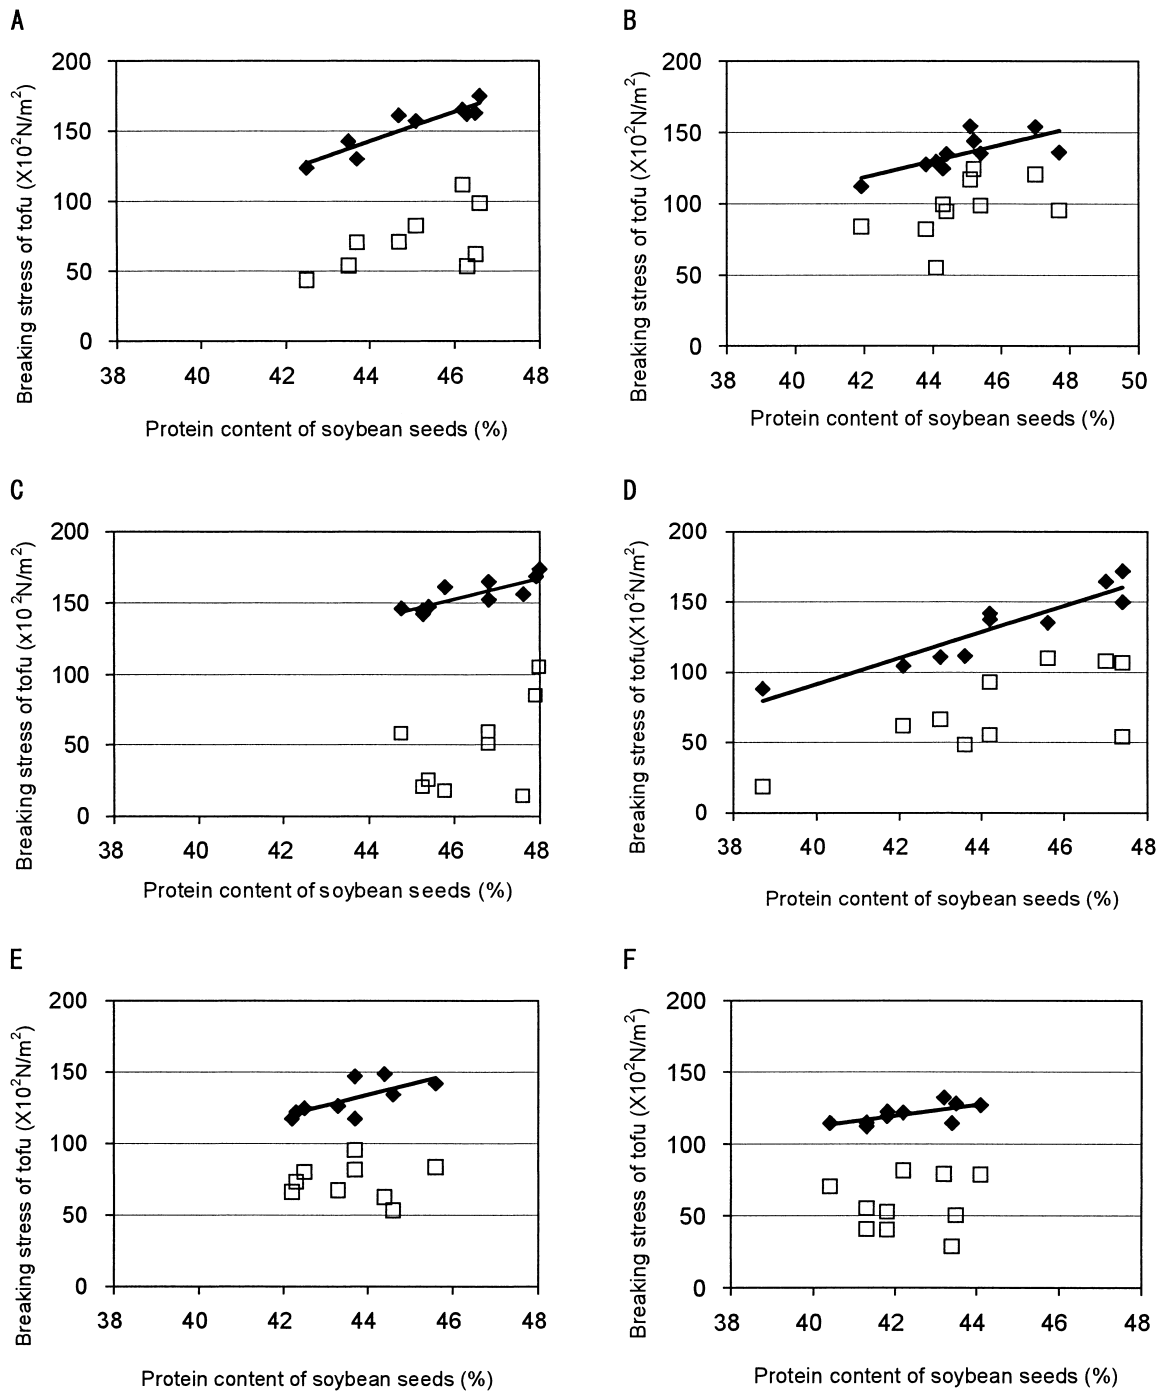 A
Breaking stress of tofu (X10²N/m²)
200
150
100
50
0
38 40 42 44 46 48
Protein content of soybean seeds (%)
B
Breaking stress of tofu (X10²N/m²)
200
150
100
50
0
38 40 42 44 46 48 50
Protein content of soybean seeds (%)
C
Breaking stress of tofu (x10²N/m²)
200
150
100
50
0
38 40 42 44 46 48
Protein content of soybean seeds (%)
D
Breaking stress of tofu(X10²N/m²)
200
150
100
50
0
38 40 42 44 46 48
Protein content of soybean seeds (%)
E
Breaking stress of tofu (X10²N/m²)
200
150
100
50
0
38 40 42 44 46 48
Protein content of soybean seeds (%)
F
Breaking stress of tofu (X10²N/m²)
200
150
100
50
0
38 40 42 44 46 48
Protein content of soybean seeds (%)